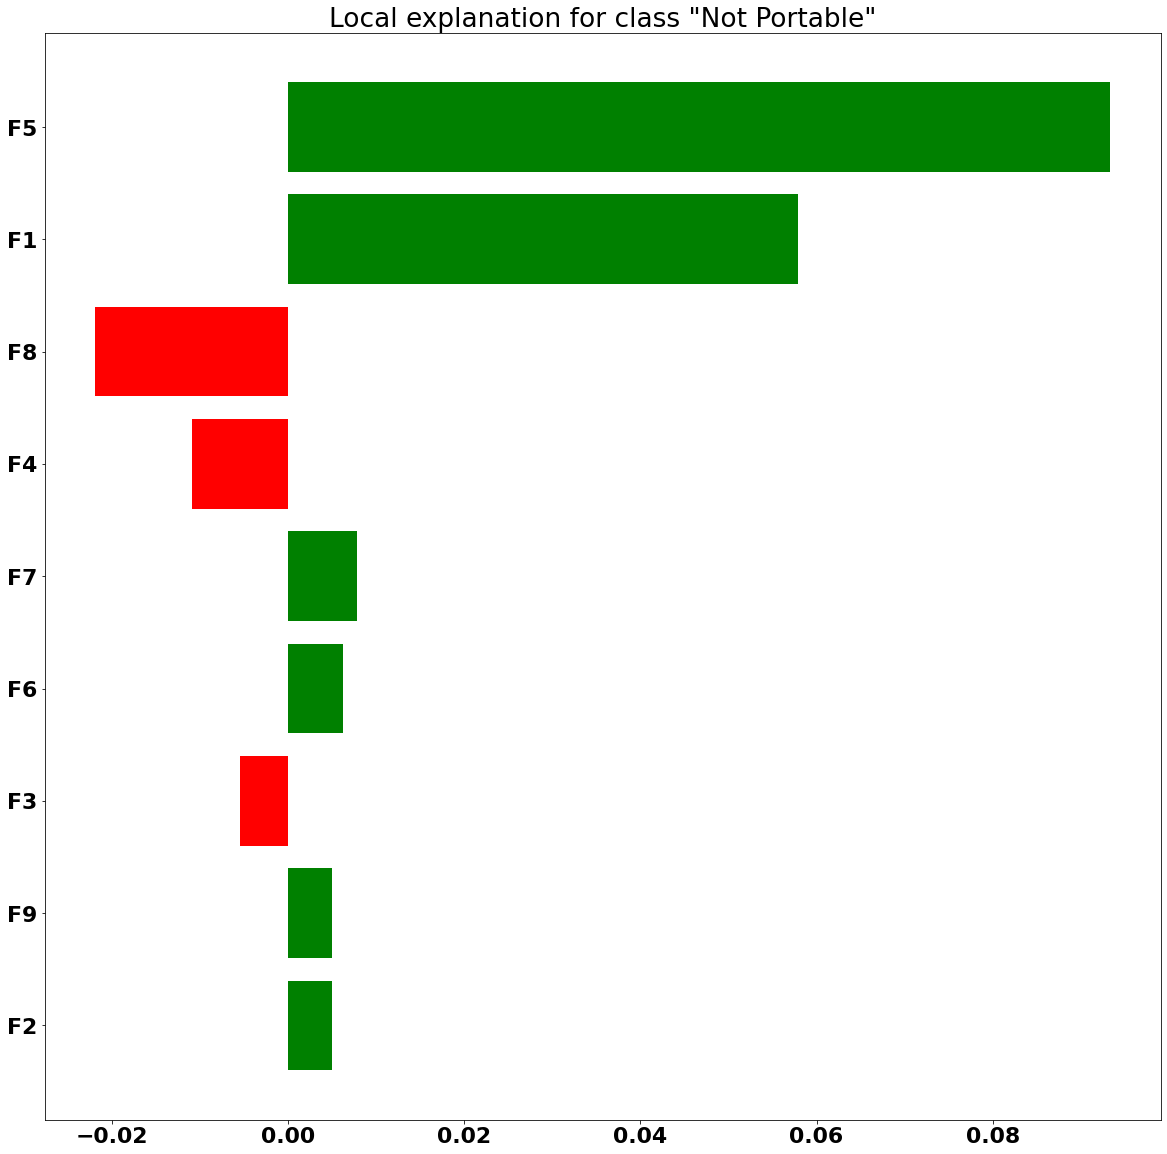 Local explanation for class "Not Portable"
F5
F1
F8
F4
F7
F6
F3
F9
F2
−0.02 0.00 0.02 0.04 0.06 0.08